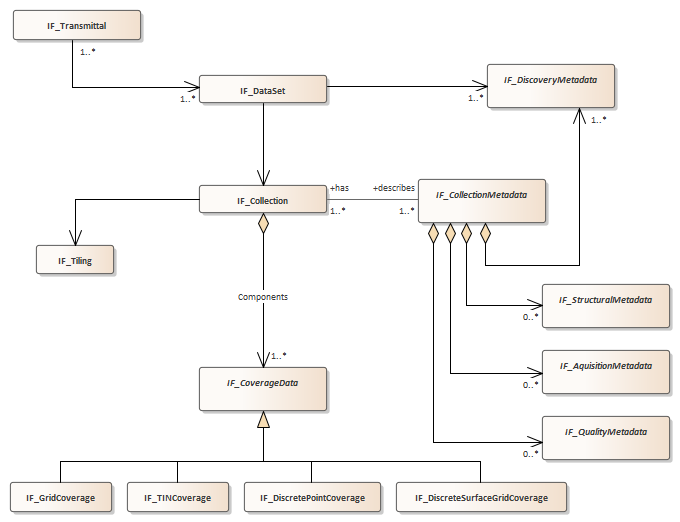 IF_Transmittal
1..*
1..*
IF_DataSet
1..*
IF_DiscoveryMetadata
1..*
IF_Collection
+has
+describes
1..*
1..*
IF_CollectionMetadata
IF_Tiling
Components
IF_StructuralMetadata
0..*
1..*
IF_CoverageData
IF_AquisitionMetadata
0..*
IF_QualityMetadata
0..*
IF_GridCoverage
IF_TINCoverage
IF_DiscretePointCoverage
IF_DiscreteSurfaceGridCoverage